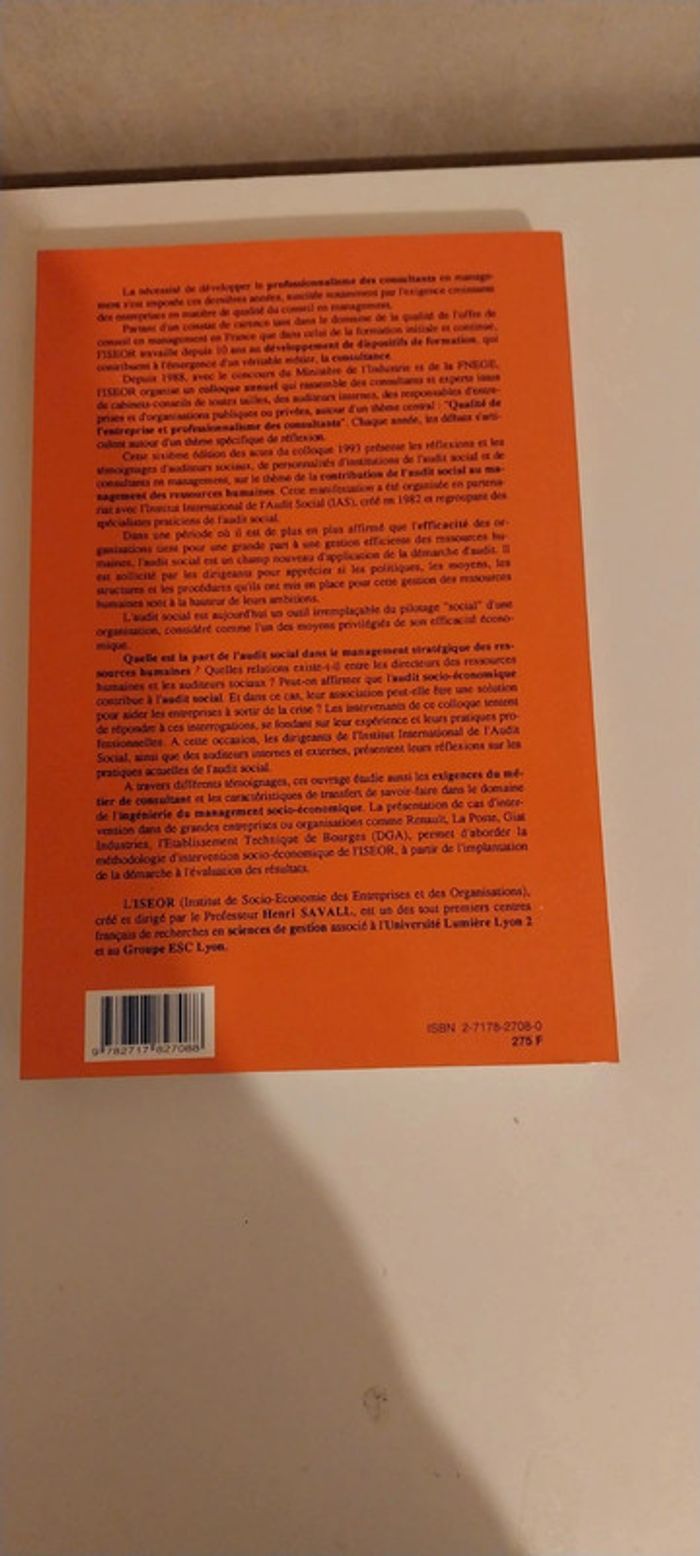 La nécessité de développer le professionnalisme des consultants en manage-
ment s'est imposée ces dernières années, suscitée notamment par l'exigence croissante
des entreprises en matière de qualité du conseil en management.
Partant d'un constat de carence tant dans le domaine de la qualité de l'offre de
conseil en management en France que dans celui de la formation initiale et continue,
l'ISEOR travaille depuis 10 ans au développement de dispositifs de formation, qui
contribuent à l'émergence d'un véritable métier, la consultance.
Depuis 1988, avec le concours du Ministère de l'Industrie et de la FNEGE,
l'ISEOR organise un colloque annuel qui rassemble des consultants et experts issus
de cabinets-conseils de toutes tailles, des auditeurs internes, des responsables d'entre-
prises et d'organisations publiques ou privées, autour d'un thème central : "Qualité de
l'entreprise et professionnalisme des consultants". Chaque année, les débats s'arti-
culent autour d'un thème spécifique de réflexion.
Cette sixième édition des actes du colloque 1993 présente les réflexions et les
témoignages d'auditeurs sociaux, de personnalités d'institutions de l'audit social et de
consultants en management, sur le thème de la contribution de l'audit social au ma-
nagement des ressources humaines. Cette manifestation a été organisée en partena-
riat avec l'Institut International de l'Audit Social (IAS), créé en 1982 et regroupant des
spécialistes praticiens de l'audit social.
Dans une période où il est de plus en plus affirmé que l'efficacité des or-
ganisations tient pour une grande part à une gestion efficiente des ressources hu-
maines, l'audit social est un champ nouveau d'application de la démarche d'audit. Il
est sollicité par les dirigeants pour apprécier si les politiques, les moyens, les
structures et les procédures qu'ils ont mis en place pour cette gestion des ressources
humaines sont à la hauteur de leurs ambitions.
L'audit social est aujourd'hui un outil irremplaçable du pilotage "social" d'une
organisation, considéré comme l'un des moyens privilégiés de son efficacité écono-
mique.
Quelle est la part de l'audit social dans le management stratégique des res-
sources humaines ? Quelles relations existe-t-il entre les directeurs des ressources
humaines et les auditeurs sociaux ? Peut-on affirmer que l'audit socio-économique
contribue à l'audit social. Et dans ce cas, leur association peut-elle être une solution
pour aider les entreprises à sortir de la crise ? Les intervenants de ce colloque tentent
de répondre à ces interrogations, se fondant sur leur expérience et leurs pratiques pro-
fessionnelles. A cette occasion, les dirigeants de l'Institut International de l'Audit
Social, ainsi que des auditeurs internes et externes, présentent leurs réflexions sur les
pratiques actuelles de l'audit social.
A travers différents témoignages, cet ouvrage étudie aussi les exigences du mé-
tier de consultant et les caractéristiques de transfert de savoir-faire dans le domaine
de l'ingénierie du management socio-économique. La présentation de cas d'inter-
vention dans de grandes entreprises ou organisations comme Renault, La Poste, Giat
Industries, l'Etablissement Technique de Bourges (DGA), permet d'aborder la
méthodologie d'intervention socio-économique de l'ISEOR, à partir de l'implantation
de la démarche à l'évaluation des résultats.
L'ISEOR (Institut de Socio-Economie des Entreprises et des Organisations),
créé et dirigé par le Professeur Henri SAVALL, est un des tout premiers centres
français de recherches en sciences de gestion associé à l'Université Lumière Lyon 2
et au Groupe ESC Lyon.
ISBN 2-7178-2708-0
275 F
9 782717 827088